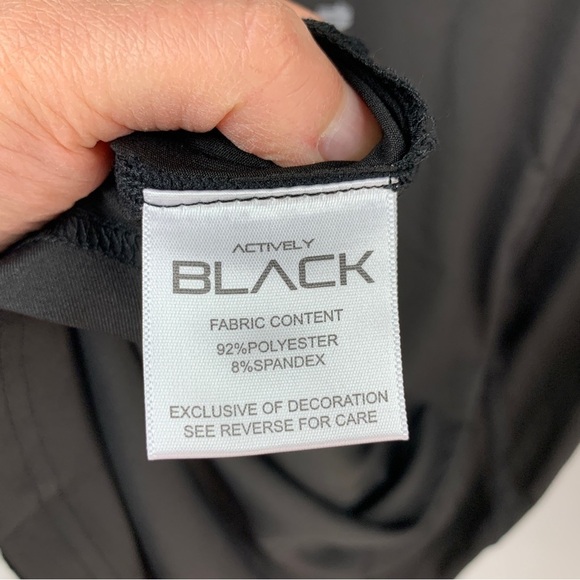 ACTIVELY
BLACK
FABRIC CONTENT
92%POLYESTER
8%SPANDEX
EXCLUSIVE OF DECORATION
SEE REVERSE FOR CARE